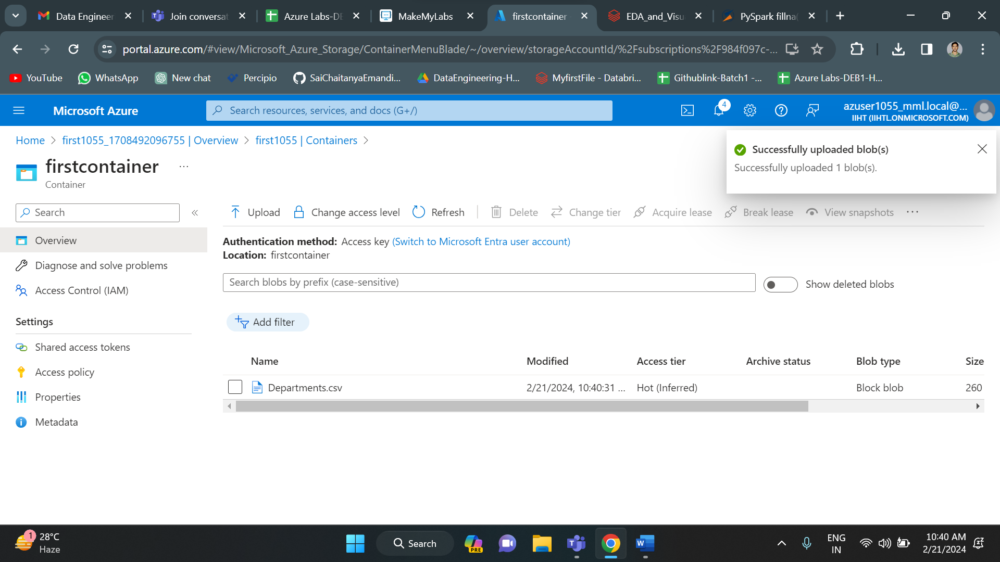 Data Engineer
Join conversat
Azure Labs-DE
MakeMyLabs
firstcontainer
EDA_and_Visu
PySpark fillna(
portal.azure.com/#view/Microsoft_Azure_Storage/ContainerMenuBlade/~/overview/storageAccountId/%2Fsubscriptions%2F984f097c-...
YouTube
WhatsApp
New chat
Percipio
SaiChaitanyaEmandi...
DataEngineering-H...
MyfirstFile - Databri...
Githublink-Batch1 -...
Azure Labs-DEB1-H...
Microsoft Azure
Search resources, services, and docs (G+/)
4
azuser1055_mml.local@...
IIHT (IIHTL.ONMICROSOFT.COM)
Home > first1055_1708492096755 | Overview > first1055 | Containers >
Successfully uploaded blob(s)
Successfully uploaded 1 blob(s).
firstcontainer ...
Container
Search
«
Upload
Change access level
Refresh
Delete
Change tier
Acquire lease
Break lease
View snapshots
...
Overview
Diagnose and solve problems
Access Control (IAM)
Settings
Shared access tokens
Access policy
Properties
Metadata
Authentication method: Access key (Switch to Microsoft Entra user account)
Location: firstcontainer
Search blobs by prefix (case-sensitive)
Show deleted blobs
Add filter
Name Modified Access tier Archive status Blob type Size
Departments.csv 2/21/2024, 10:40:31 ... Hot (Inferred) Block blob 260
1
28°C
Haze
Search
PRE
ENG
IN
10:40 AM
2/21/2024